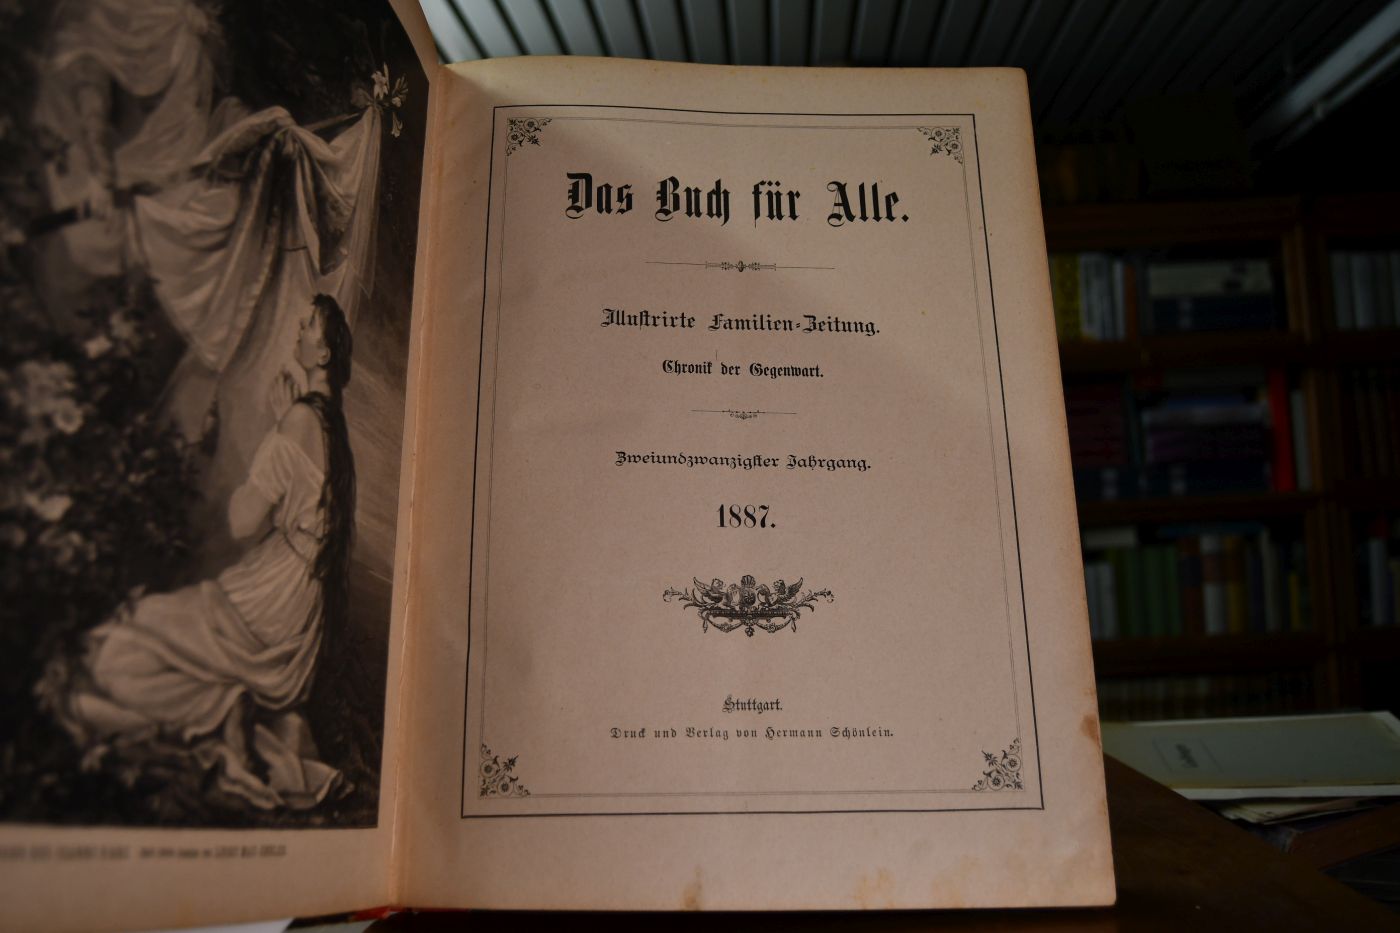 Das Buch für Alle.
Illustrirte Familien-Zeitung.
Chronik der Gegenwart.
Zweiundzwanzigster Jahrgang.
1887.
Stuttgart.
Druck und Verlag von Hermann Schönlein.